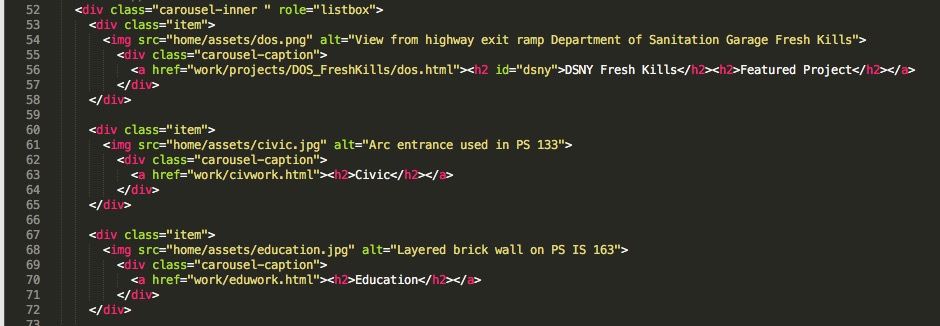 52 <div class="carousel-inner " role="listbox">
53 <div class="item">
54 <img src="home/assets/dos.png" alt="View from highway exit ramp Department of Sanitation Garage Fresh Kills">
55 <div class="carousel-caption">
56 <a href="work/projects/DOS_FreshKills/dos.html"><h2 id="dsny">DSNY Fresh Kills</h2><h2>Featured Project</h2></a>
57 </div>
58 </div>
59
60 <div class="item">
61 <img src="home/assets/civic.jpg" alt="Arc entrance used in PS 133">
62 <div class="carousel-caption">
63 <a href="work/civwork.html"><h2>Civic</h2></a>
64 </div>
65 </div>
66
67 <div class="item">
68 <img src="home/assets/education.jpg" alt="Layered brick wall on PS IS 163">
69 <div class="carousel-caption">
70 <a href="work/eduwork.html"><h2>Education</h2></a>
71 </div>
72 </div>
73